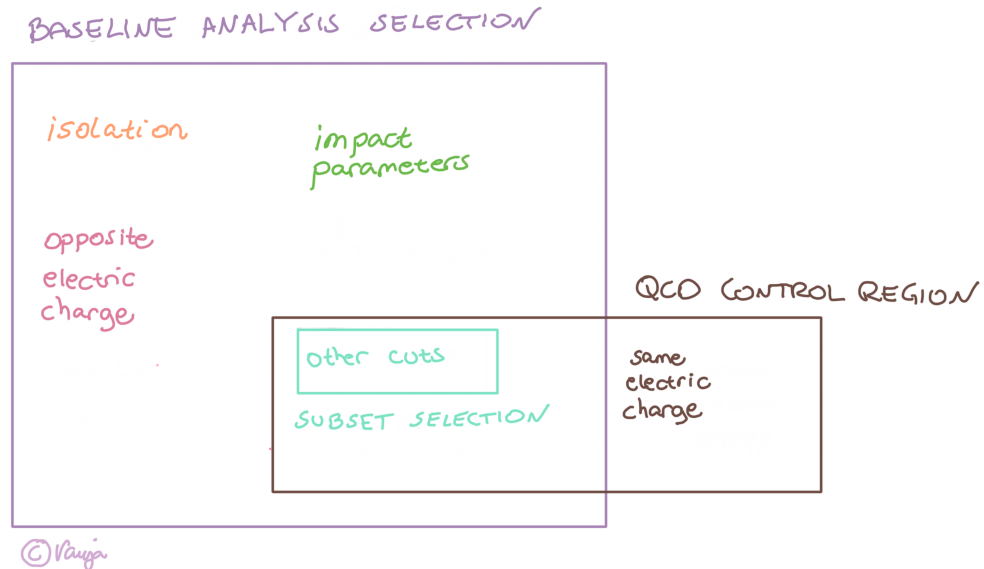 BASELINE ANALYSIS SELECTION
isolation
impact
parameters
opposite
electric
charge
QCD CONTROL REGION
other cuts
SUBSET SELECTION
same
electric
charge